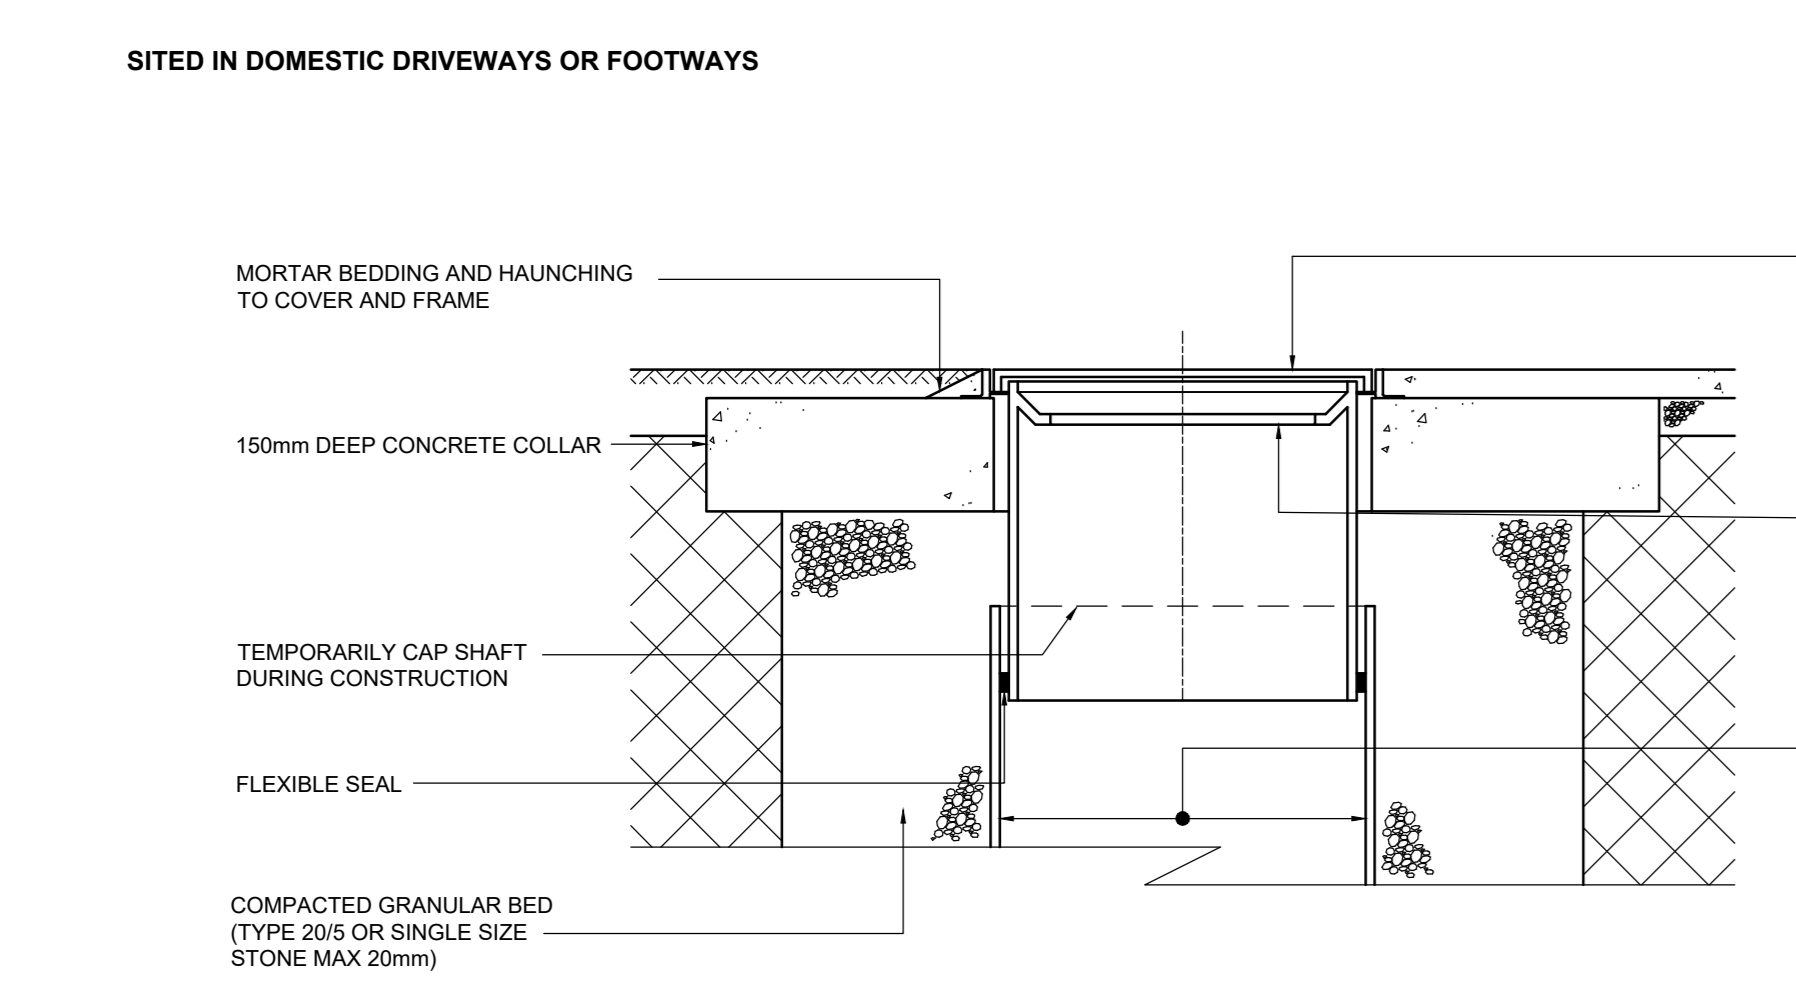 SITED IN DOMESTIC DRIVEWAYS OR FOOTWAYS
MORTAR BEDDING AND HAUNCHING
TO COVER AND FRAME
150mm DEEP CONCRETE COLLAR
TEMPORARILY CAP SHAFT
DURING CONSTRUCTION
FLEXIBLE SEAL
COMPACTED GRANULAR BED
(TYPE 20/5 OR SINGLE SIZE
STONE MAX 20mm)